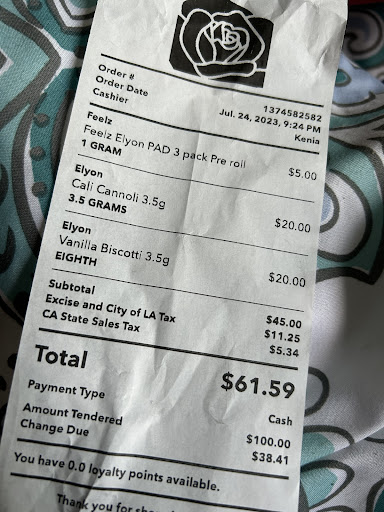 Order # 1374582582
Order Date Jul. 24, 2023, 9:24 PM
Cashier Kenia
Feelz
Feelz Elyon PAD 3 pack Pre roll $5.00
1 GRAM
Elyon
Cali Cannoli 3.5g $20.00
3.5 GRAMS
Elyon
Vanilla Biscotti 3.5g $20.00
EIGHTH
Subtotal $45.00
Excise and City of LA Tax $11.25
CA State Sales Tax $5.34
Total $61.59
Payment Type Cash
Amount Tendered $100.00
Change Due $38.41
You have 0.0 loyalty points available.
Thank you for